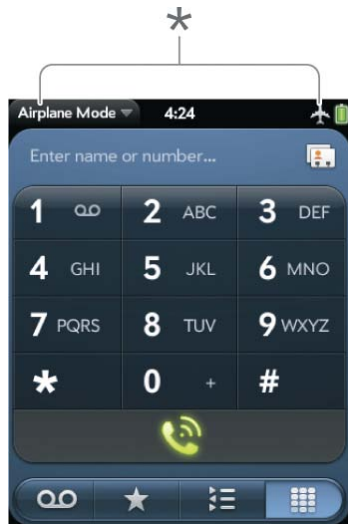 *
Airplane Mode 4:24
Enter name or number...
1 2 ABC 3 DEF
4 GHI 5 JKL 6 MNO
7 PQRS 8 TUV 9 WXYZ
* 0 + #